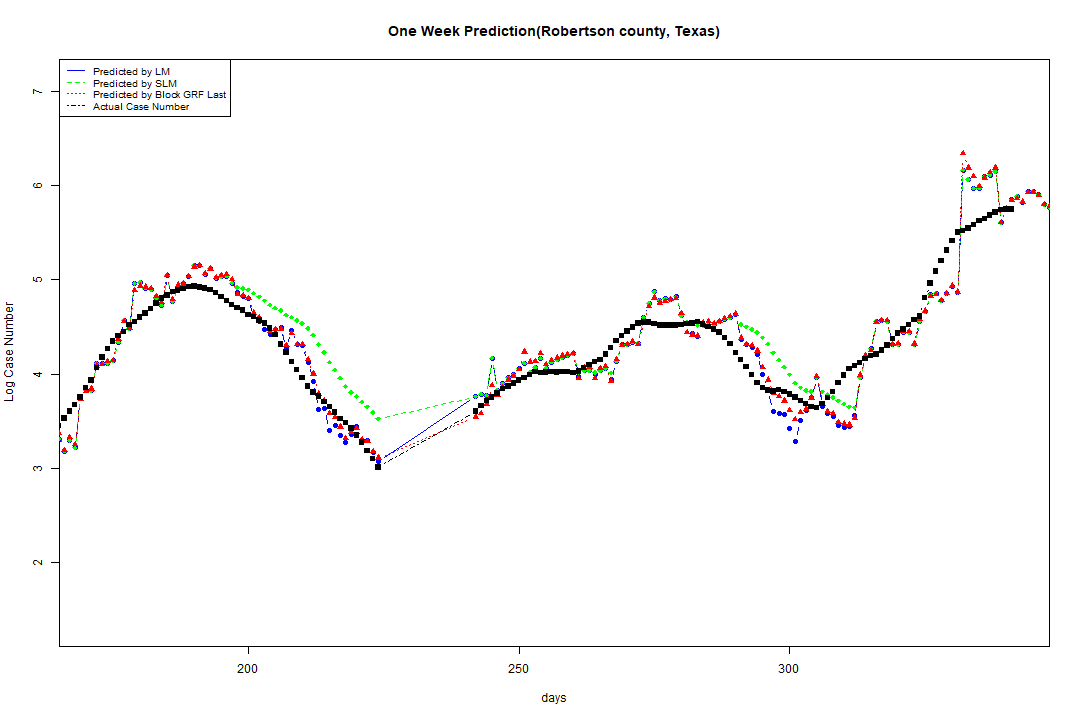 One Week Prediction(Robertson county, Texas)
Predicted by LM
Predicted by SLM
Predicted by Block GRF Last
Actual Case Number
7
6
5
4
3
2
Log Case Number
200
250
300
days